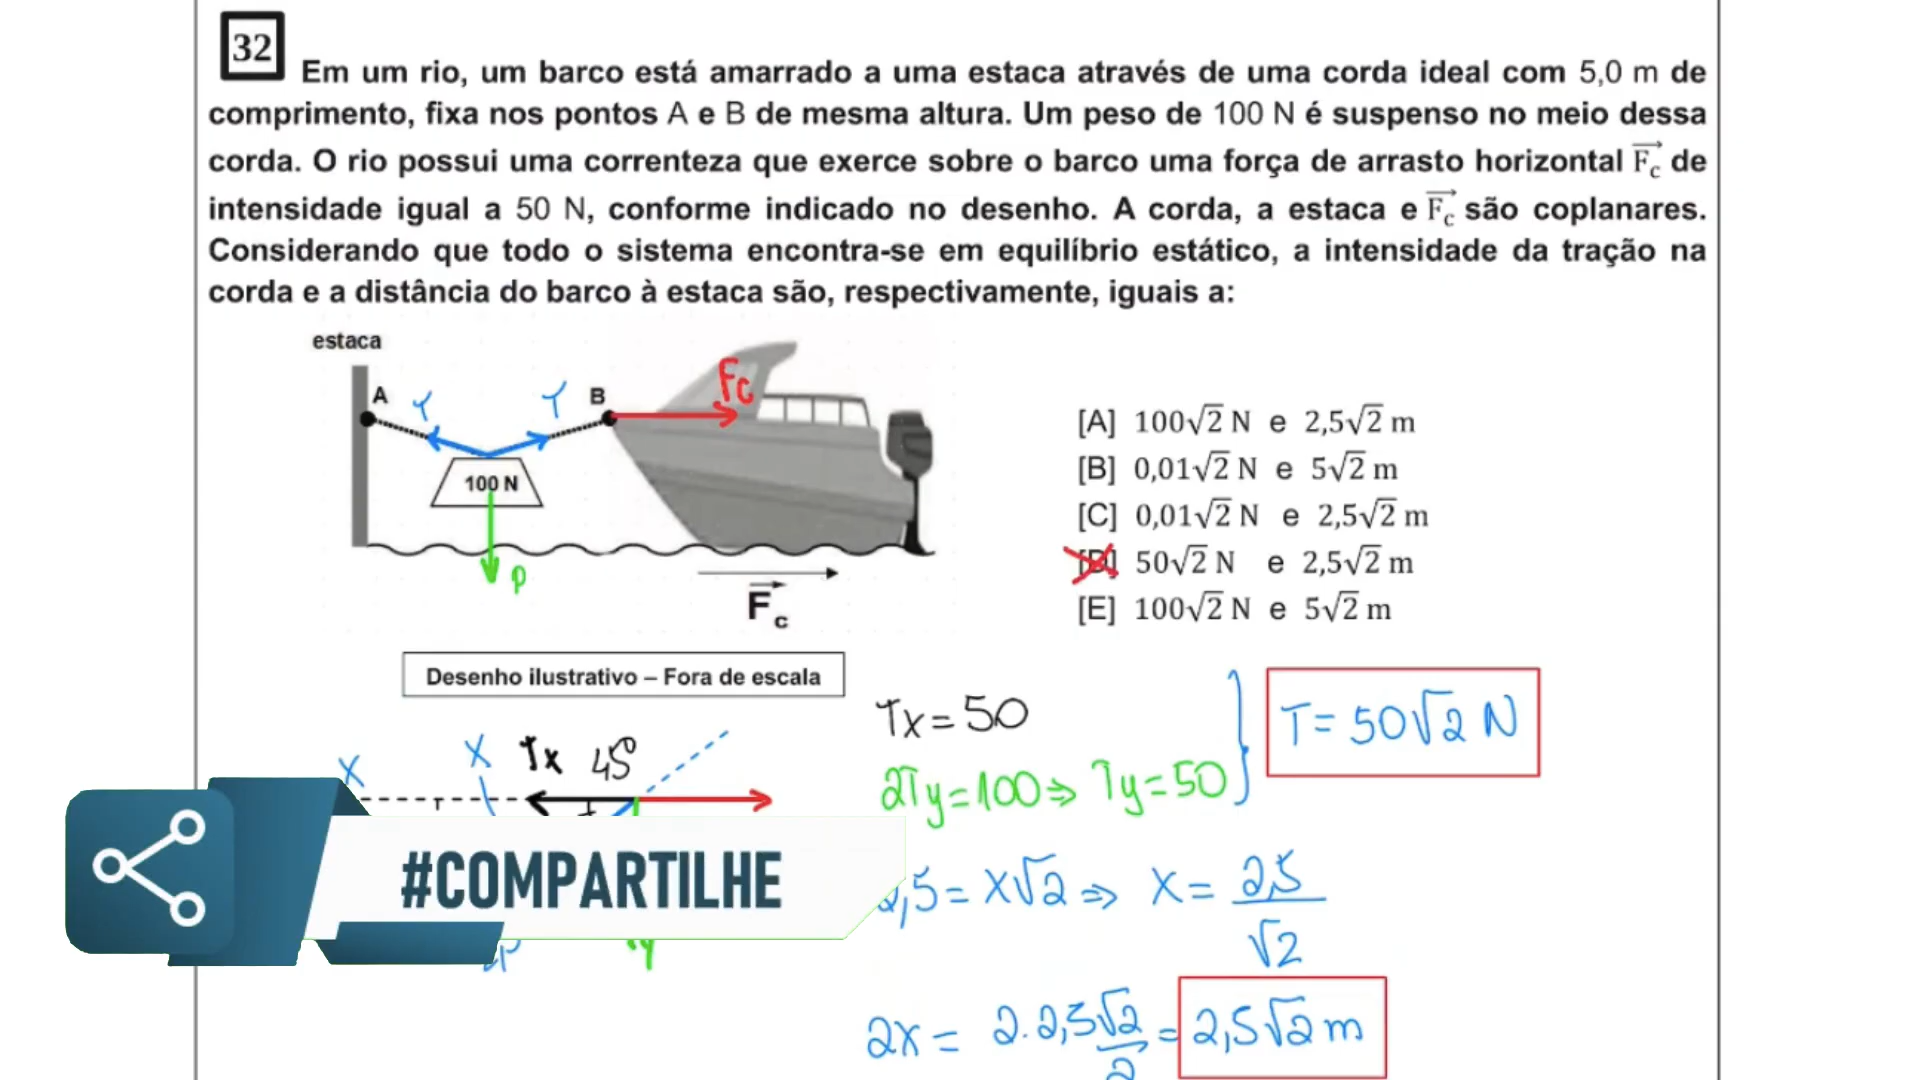 32
Em um rio, um barco está amarrado a uma estaca através de uma corda ideal com 5,0 m de
comprimento, fixa nos pontos A e B de mesma altura. Um peso de 100 N é suspenso no meio dessa
corda. O rio possui uma correnteza que exerce sobre o barco uma força de arrasto horizontal F⃗c de
intensidade igual a 50 N, conforme indicado no desenho. A corda, a estaca e F⃗c são coplanares.
Considerando que todo o sistema encontra-se em equilíbrio estático, a intensidade da tração na
corda e a distância do barco à estaca são, respectivamente, iguais a:
estaca
A T T B Fc
100 N
P
F⃗c
[A] 100√2 N e 2,5√2 m
[B] 0,01√2 N e 5√2 m
[C] 0,01√2 N e 2,5√2 m
[D] 50√2 N e 2,5√2 m
[E] 100√2 N e 5√2 m
Desenho ilustrativo – Fora de escala
X X Tx 45°
Tx = 50
2Ty = 100 ⇒ Ty = 50
T = 50√2 N
#COMPARTILHE
2,5 = X√2 ⇒ X = 2,5/√2
2X = 2.2,5√2/2 = 2,5√2 m